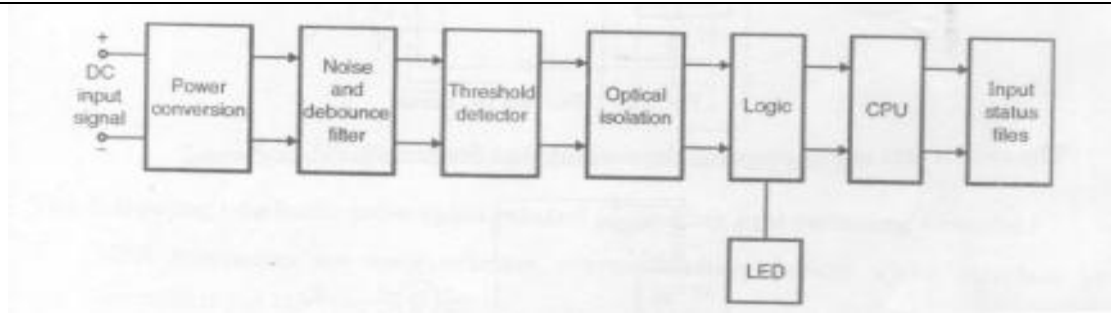 +
DC
input
signal
−
Power
conversion
Noise
and
debounce
filter
Threshold
detector
Optical
isolation
Logic
CPU
Input
status
files
LED